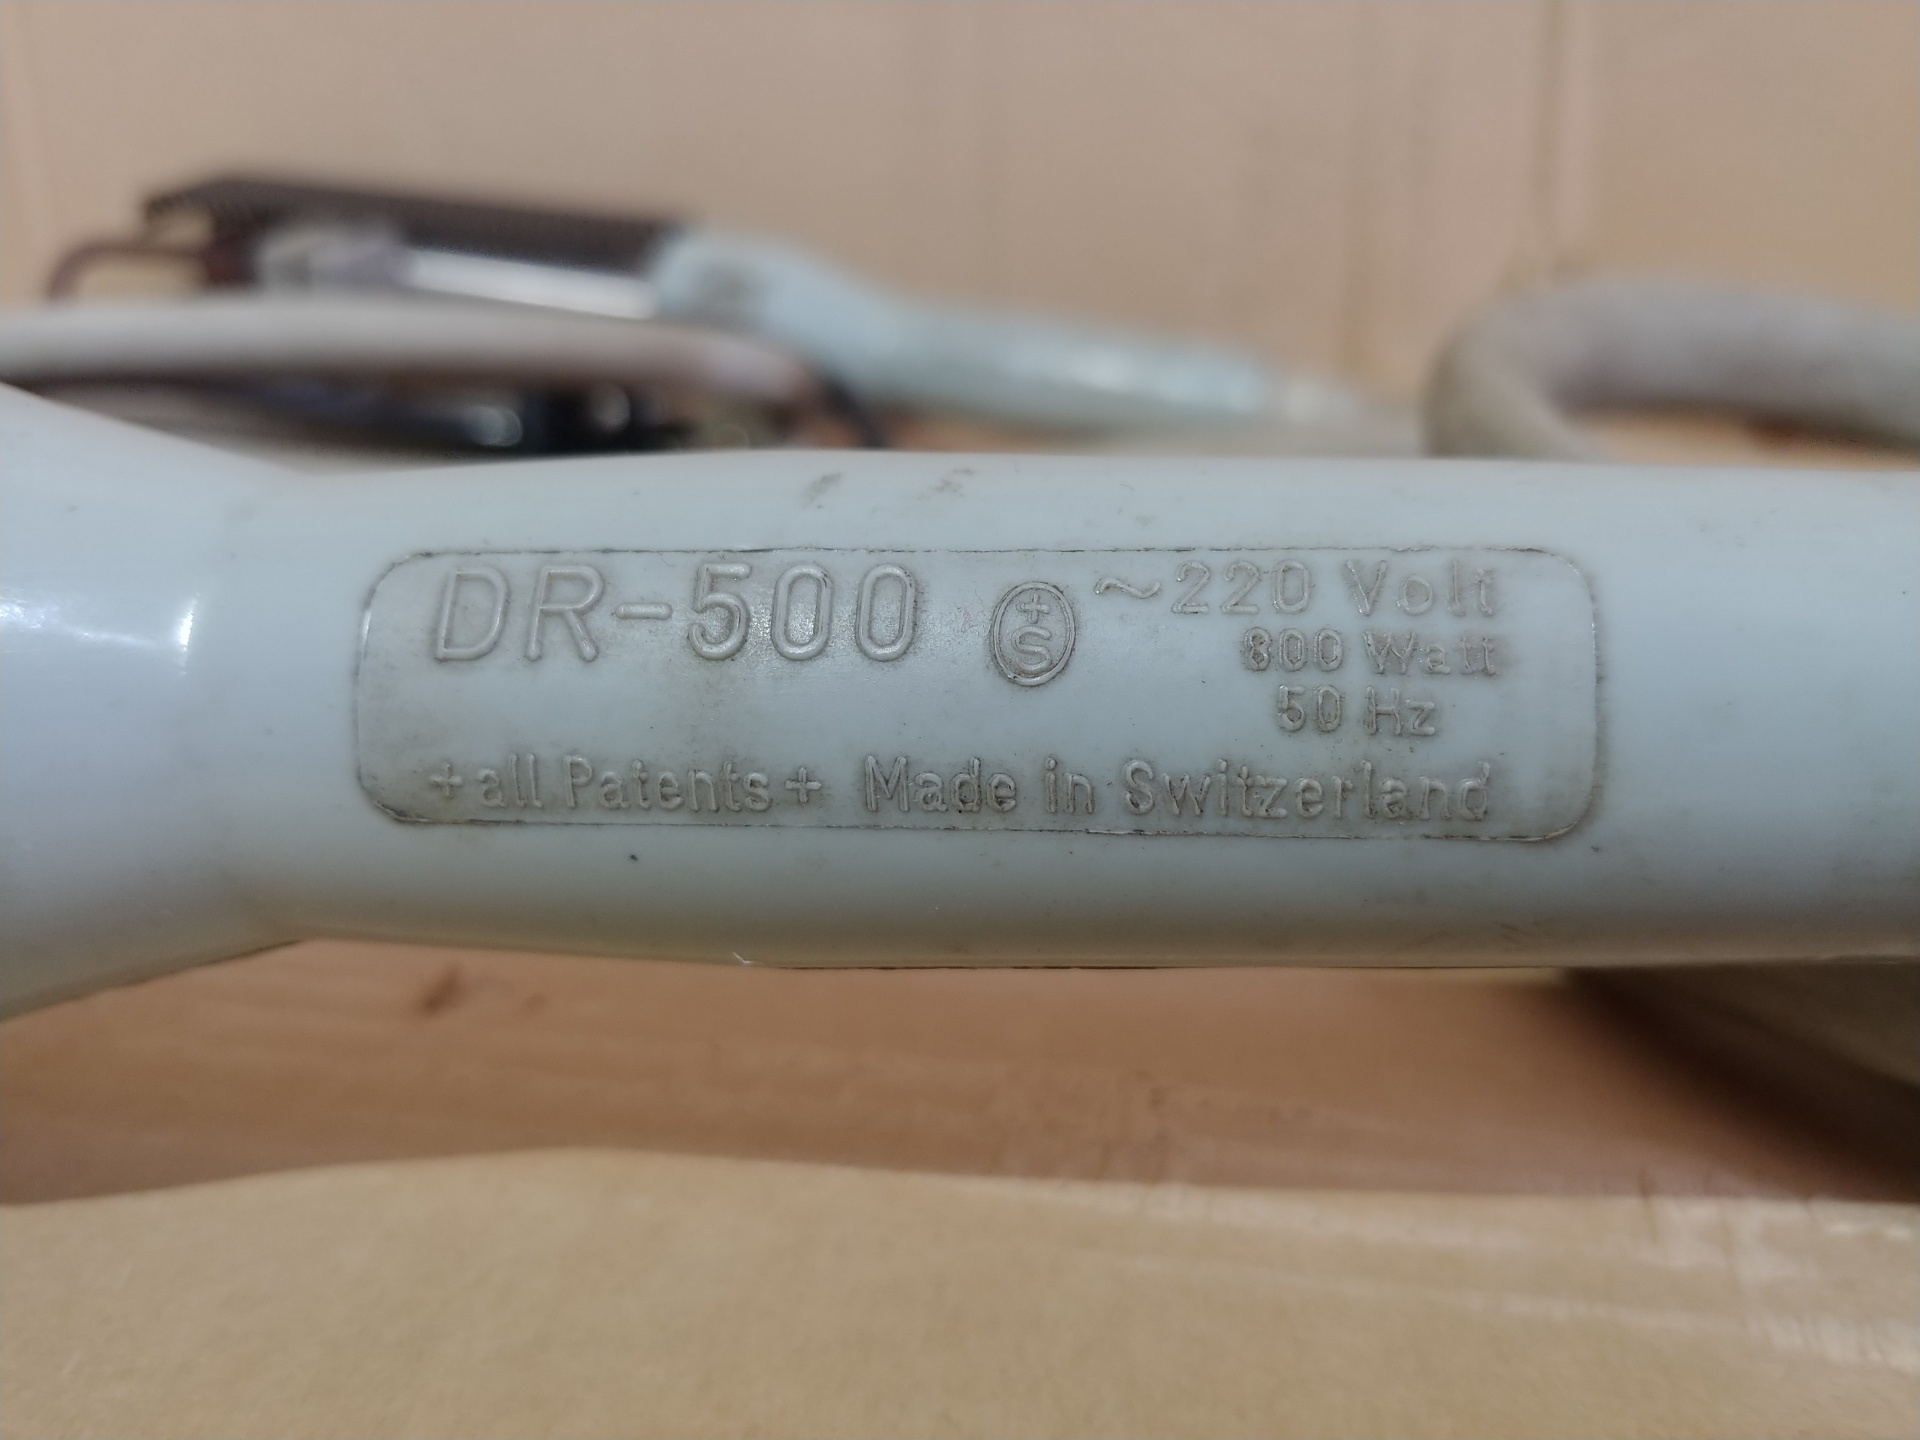 DR-500
+S
~220 Volt
800 Watt
50 Hz
+all Patents+ Made in Switzerland